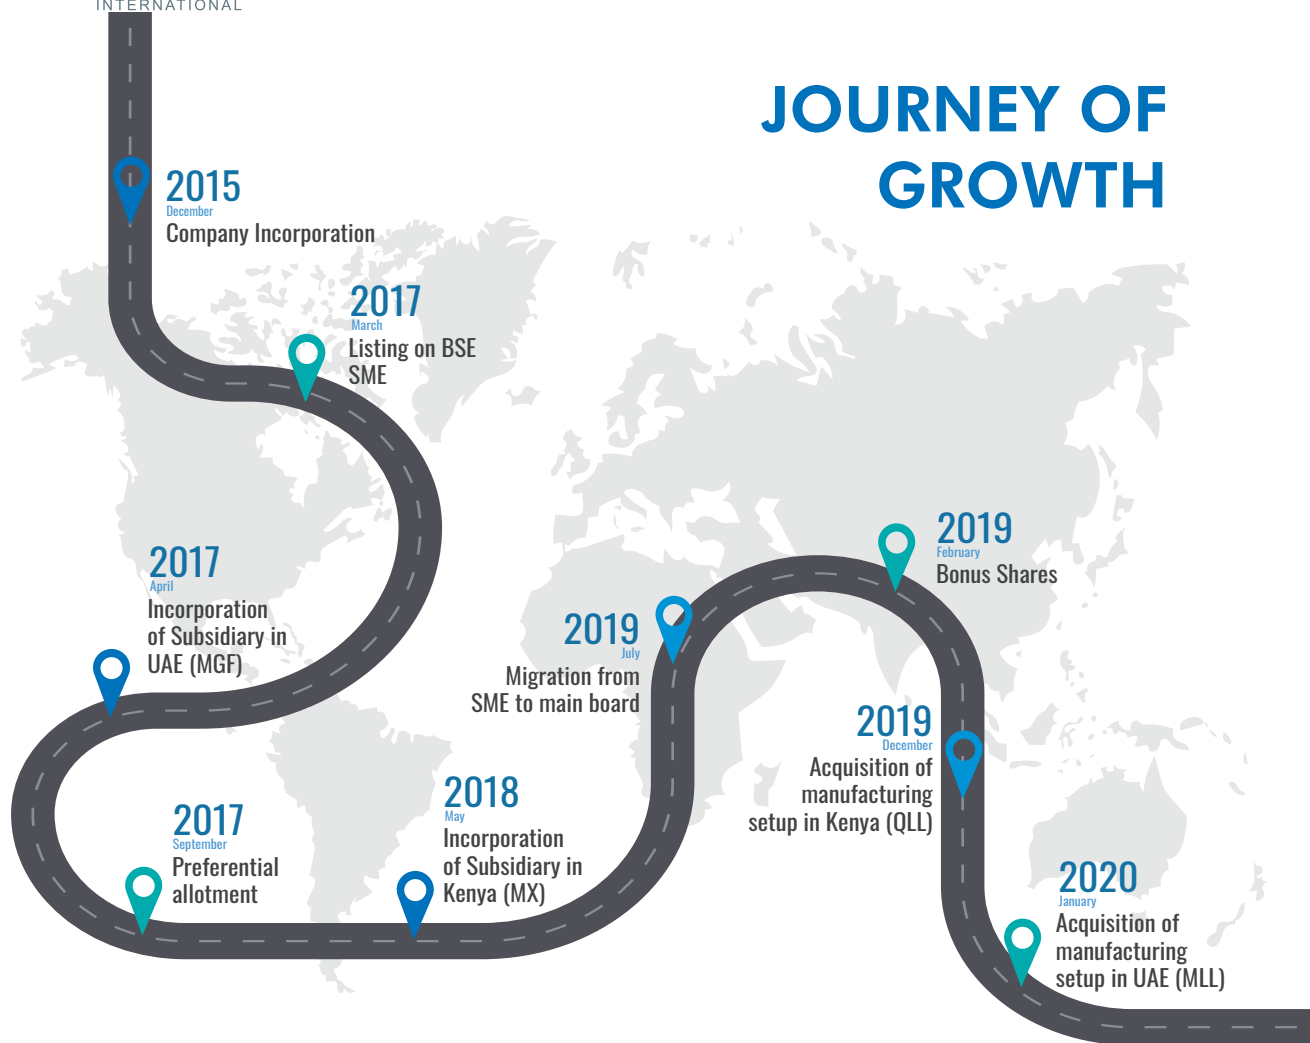 INTERNATIONAL
JOURNEY OF
GROWTH
2015
December
Company Incorporation
2017
March
Listing on BSE
SME
2017
April
Incorporation
of Subsidiary in
UAE (MGF)
2017
September
Preferential
allotment
2018
May
Incorporation
of Subsidiary in
Kenya (MX)
2019
July
Migration from
SME to main board
2019
February
Bonus Shares
2019
December
Acquisition of
manufacturing
setup in Kenya (QLL)
2020
January
Acquisition of
manufacturing
setup in UAE (MLL)